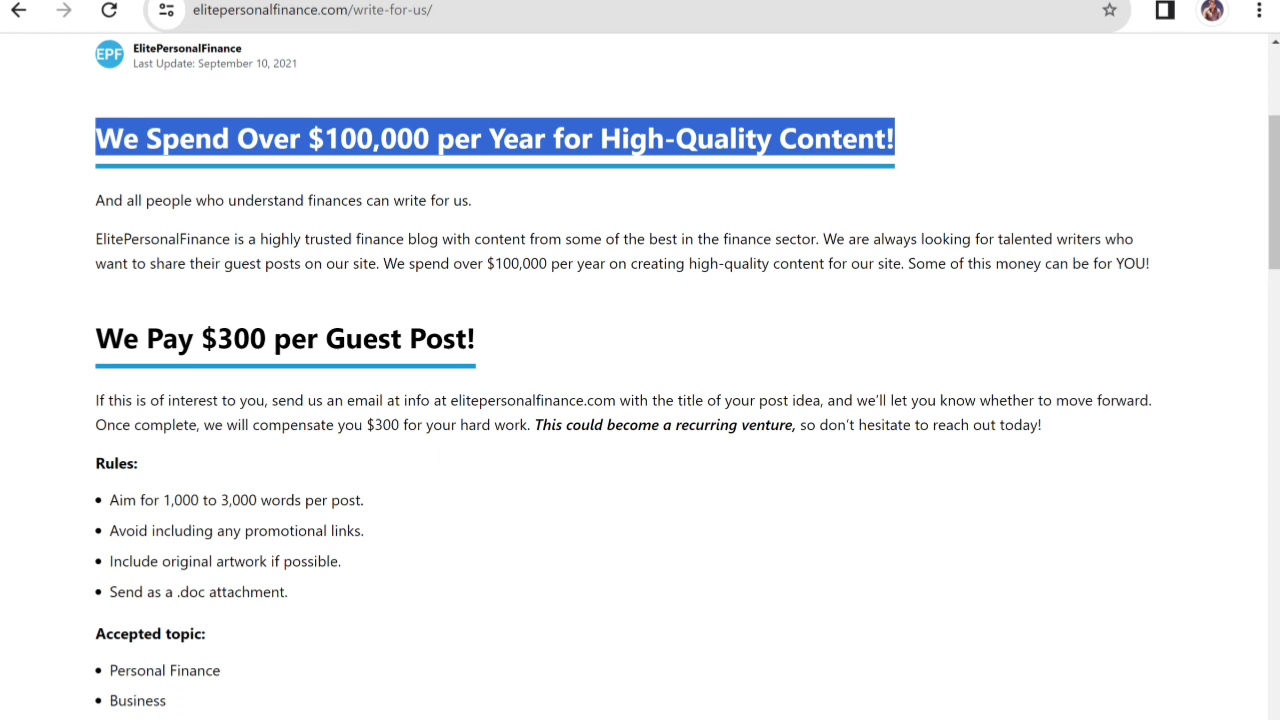 elitepersonalfinance.com/write-for-us/
EPF
ElitePersonalFinance
Last Update: September 10, 2021
We Spend Over $100,000 per Year for High-Quality Content!
And all people who understand finances can write for us.
ElitePersonalFinance is a highly trusted finance blog with content from some of the best in the finance sector. We are always looking for talented writers who
want to share their guest posts on our site. We spend over $100,000 per year on creating high-quality content for our site. Some of this money can be for YOU!
We Pay $300 per Guest Post!
If this is of interest to you, send us an email at info at elitepersonalfinance.com with the title of your post idea, and we’ll let you know whether to move forward.
Once complete, we will compensate you $300 for your hard work. This could become a recurring venture, so don’t hesitate to reach out today!
Rules:
• Aim for 1,000 to 3,000 words per post.
• Avoid including any promotional links.
• Include original artwork if possible.
• Send as a .doc attachment.
Accepted topic:
• Personal Finance
• Business